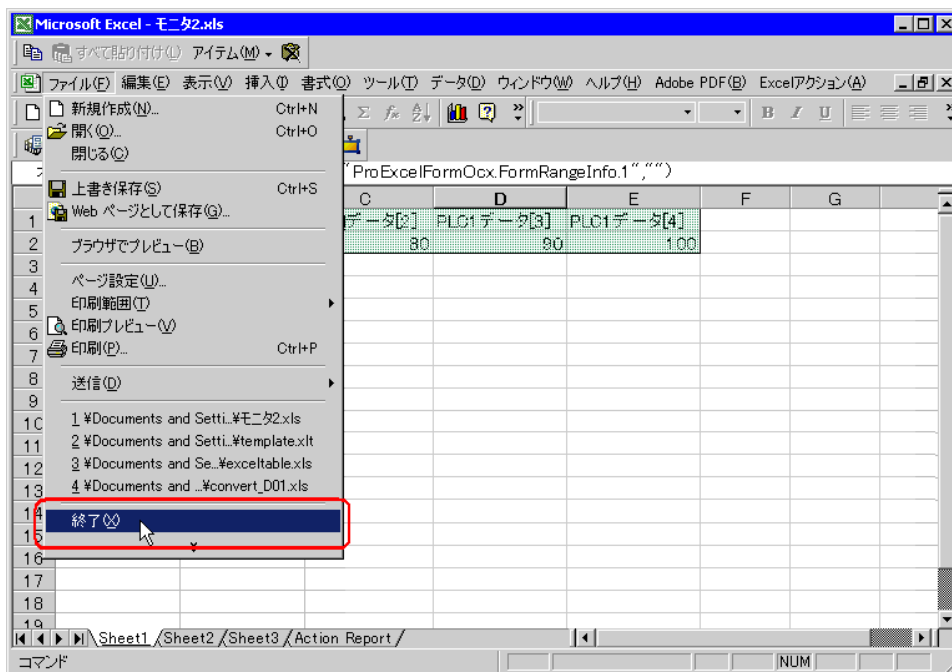 Microsoft Excel - モニタ2.xls
すべて貼り付け(L) アイテム(M)
ファイル(F) 編集(E) 表示(V) 挿入(I) 書式(O) ツール(T) データ(D) ウィンドウ(W) ヘルプ(H) Adobe PDF(B) Excelアクション(A)
新規作成(N)... Ctrl+N
Σ fx B I U
開く(O)... Ctrl+O
閉じる(C)
"ProExcelFormOcx.FormRangeInfo.1","")
上書き保存(S) Ctrl+S
Web ページとして保存(G)...
C D E F G
1 データ[2] PLC1データ[3] PLC1データ[4]
2 80 90 100
ブラウザでプレビュー(B)
3
ページ設定(U)...
4
印刷範囲(T)
5
印刷プレビュー(V)
6
印刷(P)... Ctrl+P
7
8 送信(D)
9
10 1 ¥Documents and Setti...¥モニタ2.xls
11 2 ¥Documents and Setti...¥template.xlt
12 3 ¥Documents and Se...¥exceltable.xls
13 4 ¥Documents and ...¥convert_D01.xls
14 終了(X)
15
16
17
18
19
Sheet1 Sheet2 Sheet3 Action Report
コマンド NUM